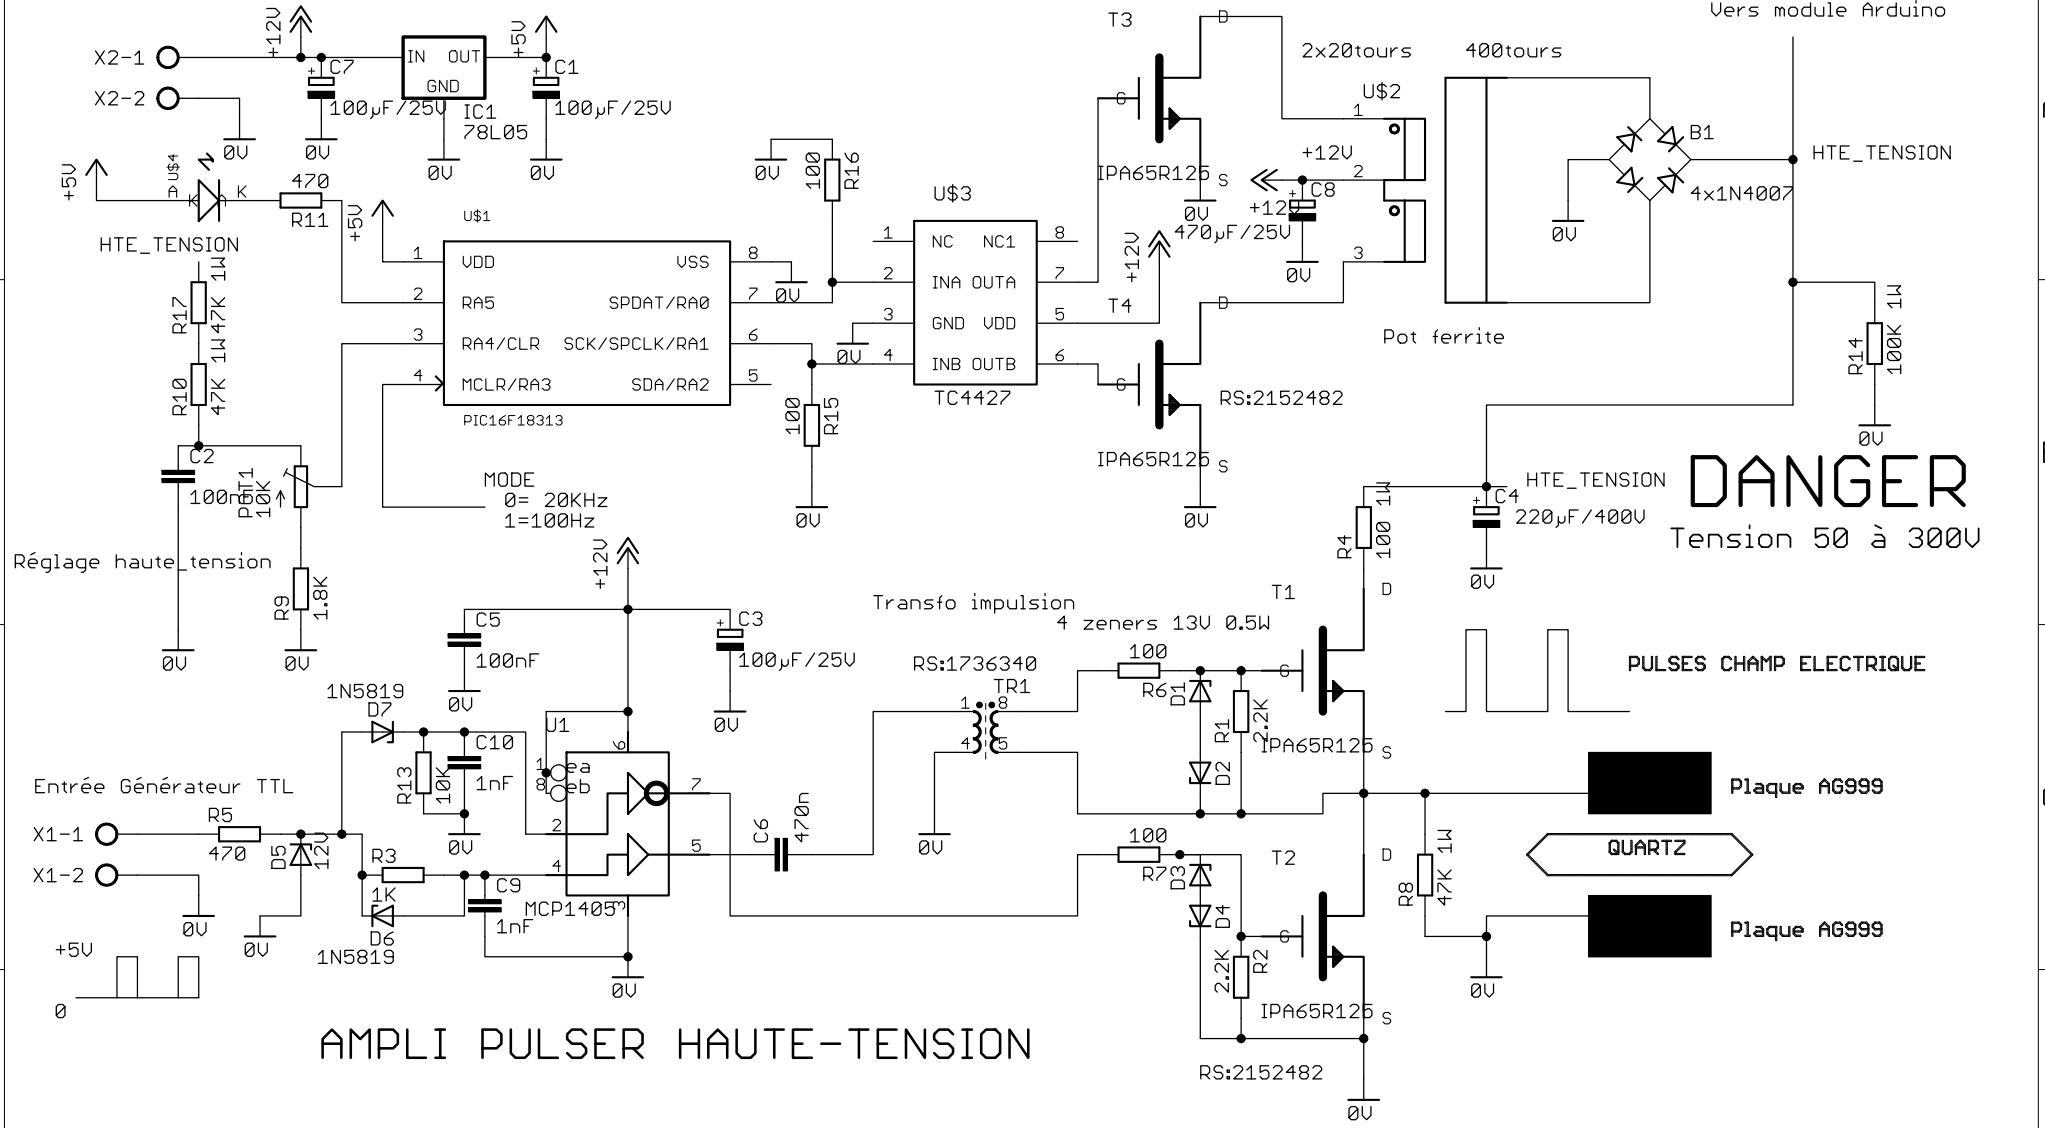 Vers module Arduino
X2-1
+12V
C7
+
100µF/25V
IN OUT
GND
IC1
78L05
+5V
C1
+
100µF/25V
X2-2
0V
0V
0V
0V
+5V
A
U$4
K
470
R11
+5V
HTE_TENSION
R17
47K 1W
R10
47K 1W
C2
100nF
POT1
10K
Réglage haute_tension
R9
1.8K
0V
0V
U$1
1 VDD
2 RA5
3 RA4/CLR
4 MCLR/RA3
VSS 8
SPDAT/RA0 7
SCK/SPCLK/RA1 6
SDA/RA2 5
PIC16F18313
0V
MODE
0= 20KHz
1=100Hz
0V
100
R16
100
R15
0V
U$3
1 NC
2 INA
3 GND
4 INB
NC1 8
OUTA 7
VDD 5
OUTB 6
TC4427
0V
T3
D
G
IPA65R125
S
0V
+12V
T4
D
G
IPA65R125
S
0V
RS:2152482
2x20tours
400tours
U$2
1
+12V
2
C8
+
+12V
470µF/25V
0V
3
Pot ferrite
B1
4x1N4007
0V
HTE_TENSION
R14
100K 1W
0V
DANGER
Tension 50 à 300V
HTE_TENSION
C4
+
220µF/400V
0V
R4
100 1W
+12V
C5
100nF
0V
C3
+
100µF/25V
0V
1N5819
D7
R13
10K
C10
1nF
0V
U1
6
1
8
ea
eb
2
4
7
5
3
MCP1405
0V
Entrée Générateur TTL
X1-1
R5
470
D5
12V
X1-2
0V
0V
R3
1K
D6
1N5819
C9
1nF
+5V
0
C6
470n
Transfo impulsion
4 zeners 13V 0.5W
RS:1736340
TR1
1
8
4
5
0V
100
R6
D1
D2
R1
2.2K
T1
D
G
IPA65R125
S
100
R7
D3
D4
R2
2.2K
T2
D
G
IPA65R125
S
RS:2152482
0V
PULSES CHAMP ELECTRIQUE
Plaque AG999
QUARTZ
R8
47K 1W
Plaque AG999
0V
AMPLI PULSER HAUTE-TENSION